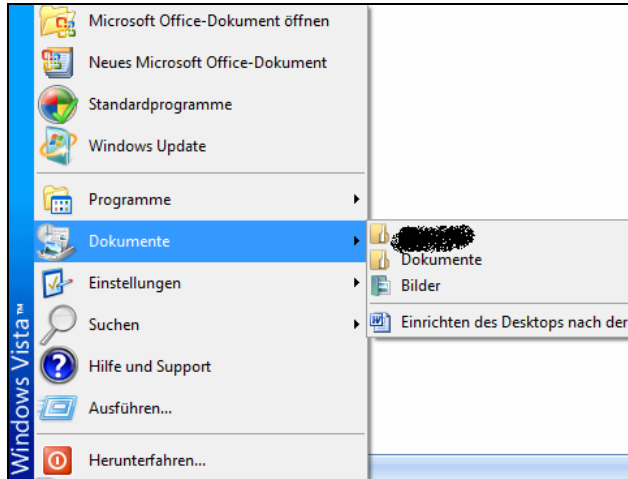 Microsoft Office-Dokument öffnen
Neues Microsoft Office-Dokument
Standardprogramme
Windows Update
Programme
Dokumente
Einstellungen
Suchen
Hilfe und Support
Ausführen...
Herunterfahren...
Dokumente
Bilder
Einrichten des Desktops nach der
Windows Vista™